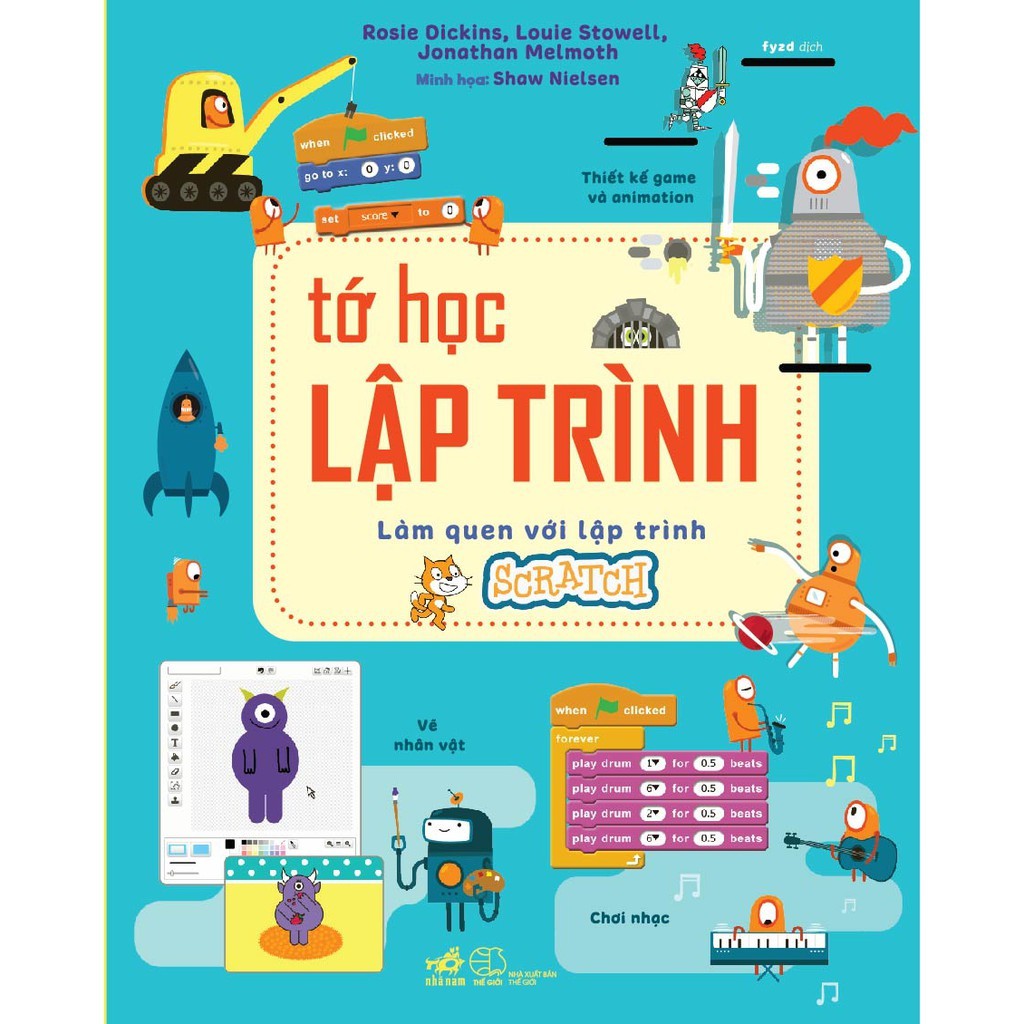 Rosie Dickins, Louie Stowell,
Jonathan Melmoth
Minh họa: Shaw Nielsen
fyzd dịch
when clicked
go to x: 0 y: 0
set score to 0
Thiết kế game
và animation
tớ học
LẬP TRÌNH
Làm quen với lập trình
SCRATCH
Vẽ
nhân vật
T
when clicked
forever
play drum 1 for 0.5 beats
play drum 6 for 0.5 beats
play drum 2 for 0.5 beats
play drum 6 for 0.5 beats
Chơi nhạc
nhã nam
THẾ GIỚI
NHÀ XUẤT BẢN
THẾ GIỚI